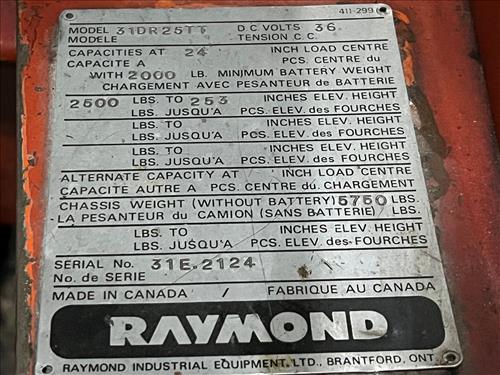 411-299
MODEL 31DR25TT D.C. VOLTS 36
MODELE TENSION C.C.
CAPACITIES AT 24 INCH LOAD CENTRE
CAPACITE A PCS. CENTRE du
WITH 2000 LB. MINIMUM BATTERY WEIGHT
CHARGEMENT AVEC PESANTEUR de BATTERIE
2500 LBS. TO 253 INCHES ELEV. HEIGHT
LBS. JUSQU'A PCS. ELEV. des FOURCHES
LBS. TO INCHES ELEV. HEIGHT
LBS. JUSQU'A PCS. ELEV. des FOURCHES
LBS. TO INCHES ELEV. HEIGHT
LBS. JUSQU'A PCS. ELEV. des FOURCHES
ALTERNATE CAPACITY AT INCH LOAD CENTRE
CAPACITE AUTRE A PCS. CENTRE du CHARGEMENT
CHASSIS WEIGHT (WITHOUT BATTERY) 5750 LBS.
LA PESANTEUR du CAMION (SANS BATTERIE) LBS.
LBS. TO INCHES ELEV. HEIGHT
LBS. JUSQU'A PCS. ELEV. des FOURCHES
SERIAL No. 31E.2124
No. de SERIE
MADE IN CANADA / FABRIQUE AU CANADA
RAYMOND
RAYMOND INDUSTRIAL EQUIPMENT, LTD., BRANTFORD, ONT.